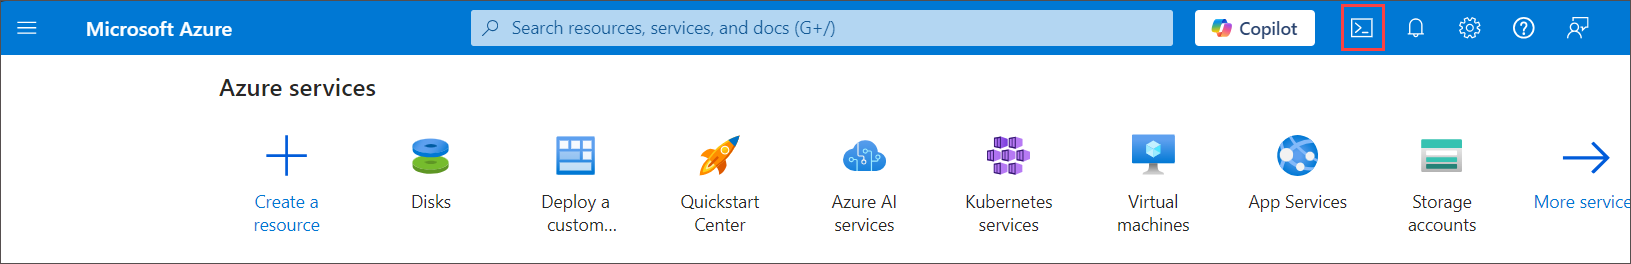 Microsoft Azure
Search resources, services, and docs (G+/)
Copilot
Azure services
Create a
resource
Disks
Deploy a
custom...
Quickstart
Center
Azure AI
services
Kubernetes
services
Virtual
machines
App Services
Storage
accounts
More service